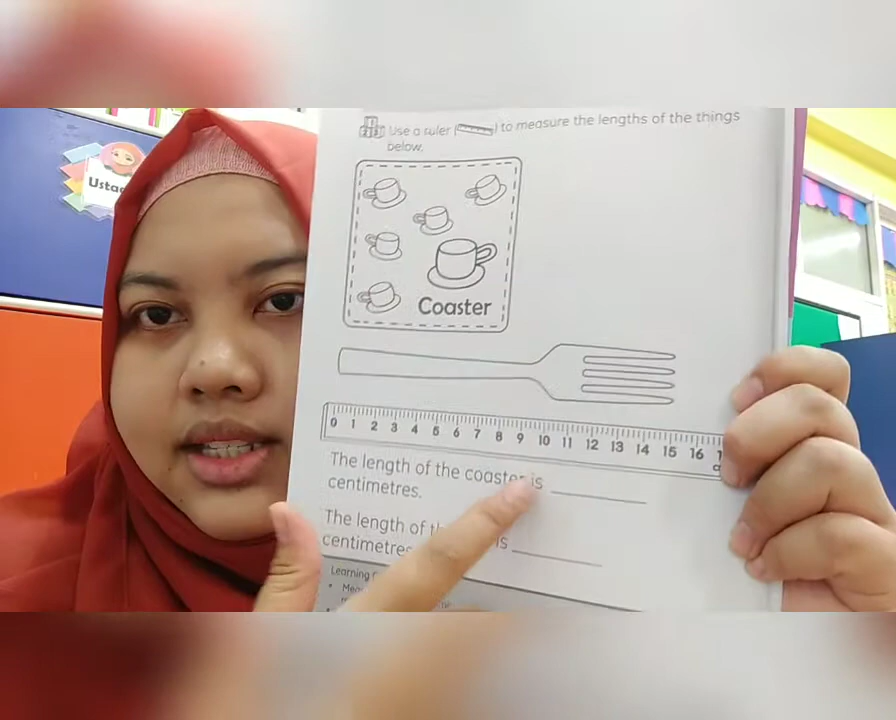 Usta
Use a ruler to measure the lengths of the things
below.
Coaster
0 1 2 3 4 5 6 7 8 9 10 11 12 13 14 15 16
The length of the coaster is
centimetres.
The length of is
centimetres
Learning